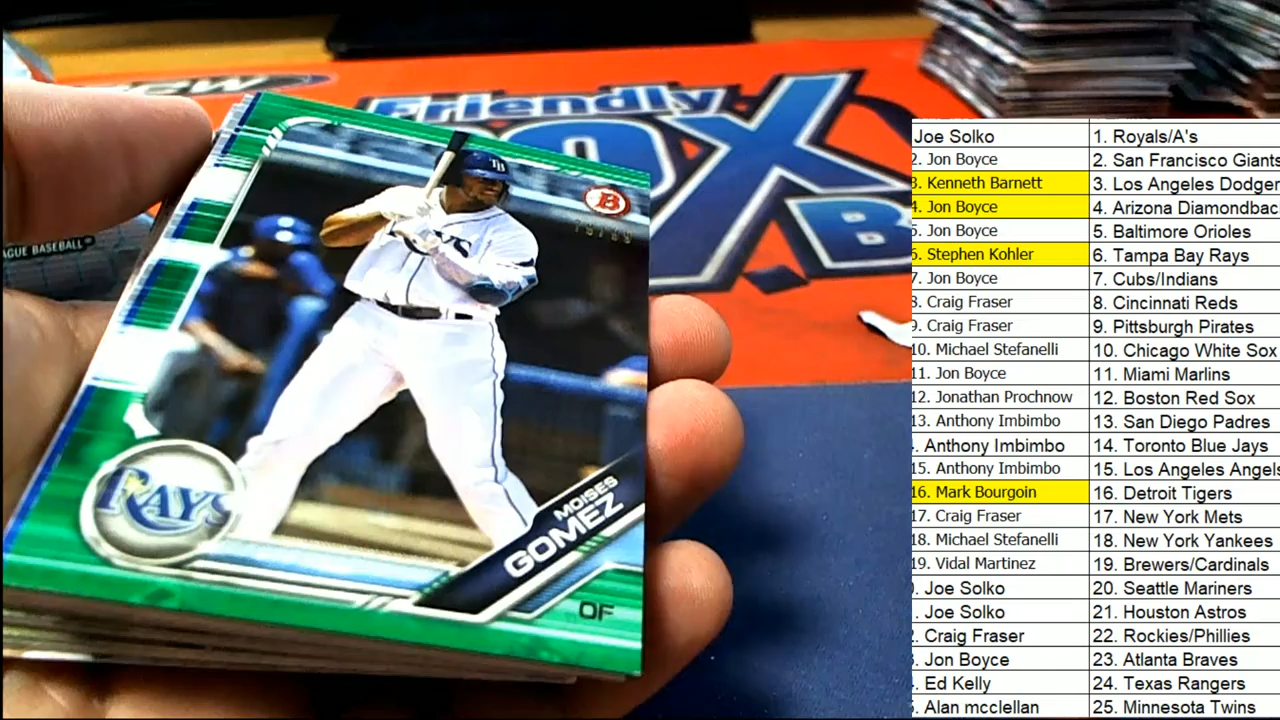 Friendly
BOX B
AGUE BASEBALL
B
RAYS
MOISES
GOMEZ
OF
Joe Solko 1. Royals/A's
2. Jon Boyce 2. San Francisco Giants
3. Kenneth Barnett 3. Los Angeles Dodger
4. Jon Boyce 4. Arizona Diamondbac
5. Jon Boyce 5. Baltimore Orioles
6. Stephen Kohler 6. Tampa Bay Rays
7. Jon Boyce 7. Cubs/Indians
8. Craig Fraser 8. Cincinnati Reds
9. Craig Fraser 9. Pittsburgh Pirates
10. Michael Stefanelli 10. Chicago White Sox
11. Jon Boyce 11. Miami Marlins
12. Jonathan Prochnow 12. Boston Red Sox
13. Anthony Imbimbo 13. San Diego Padres
. Anthony Imbimbo 14. Toronto Blue Jays
15. Anthony Imbimbo 15. Los Angeles Angels
16. Mark Bourgoin 16. Detroit Tigers
17. Craig Fraser 17. New York Mets
18. Michael Stefanelli 18. New York Yankees
19. Vidal Martinez 19. Brewers/Cardinals
. Joe Solko 20. Seattle Mariners
. Joe Solko 21. Houston Astros
. Craig Fraser 22. Rockies/Phillies
. Jon Boyce 23. Atlanta Braves
. Ed Kelly 24. Texas Rangers
. Alan mcclellan 25. Minnesota Twins